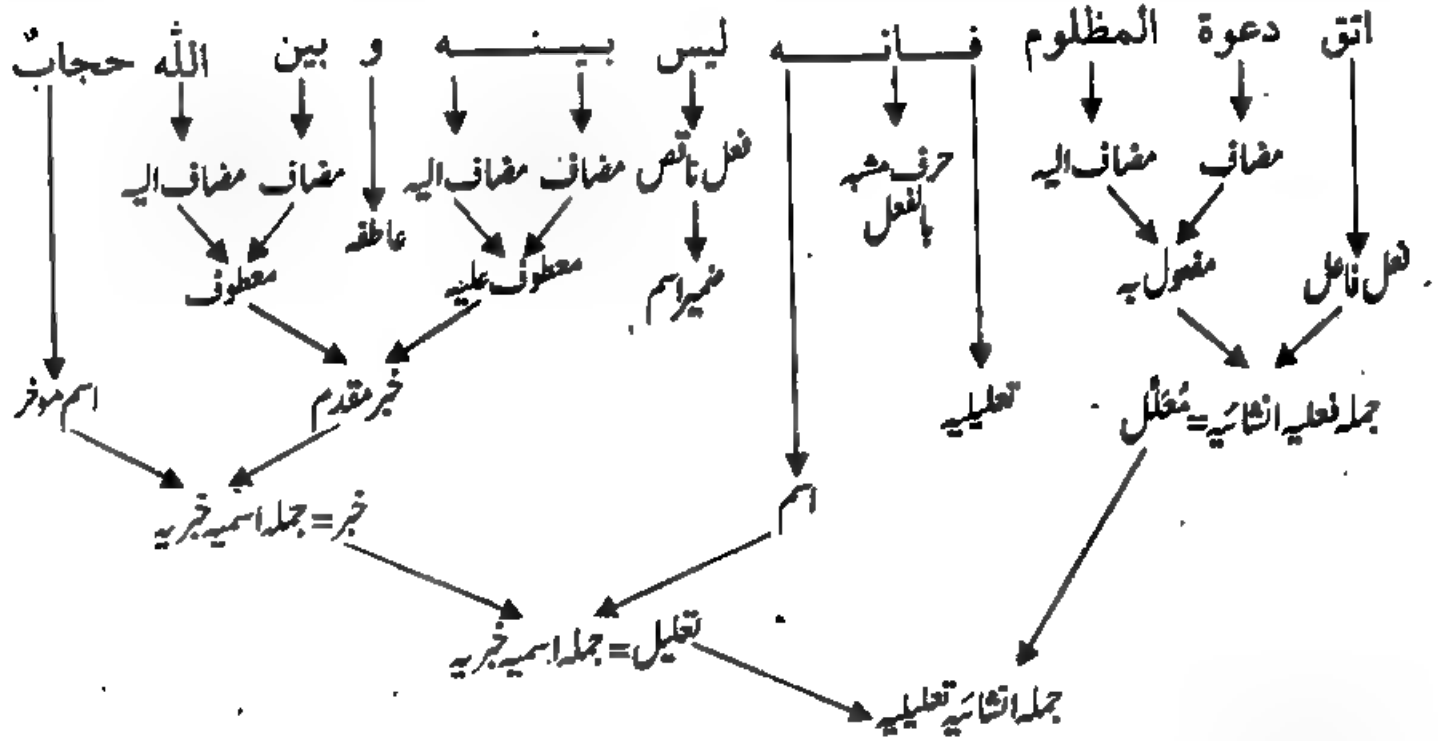 اتق دعوة المظلوم فانه ليس بينه و بين الله حجابٌ
مضاف مضاف الیہ حرف مشبہ بالفعل فعل ناقص مضاف مضاف الیہ عاطفہ مضاف مضاف الیہ
فعل فاعل مفعول بہ ضمیر اسم معطوف علیہ معطوف
جملہ فعلیہ انشائیہ = مُعَلَّل تعلیلیہ خبر مقدم اسم موخر
اسم خبر = جملہ اسمیہ خبریہ
تعلیل = جملہ اسمیہ خبریہ
جملہ انشائیہ تعلیلیہ